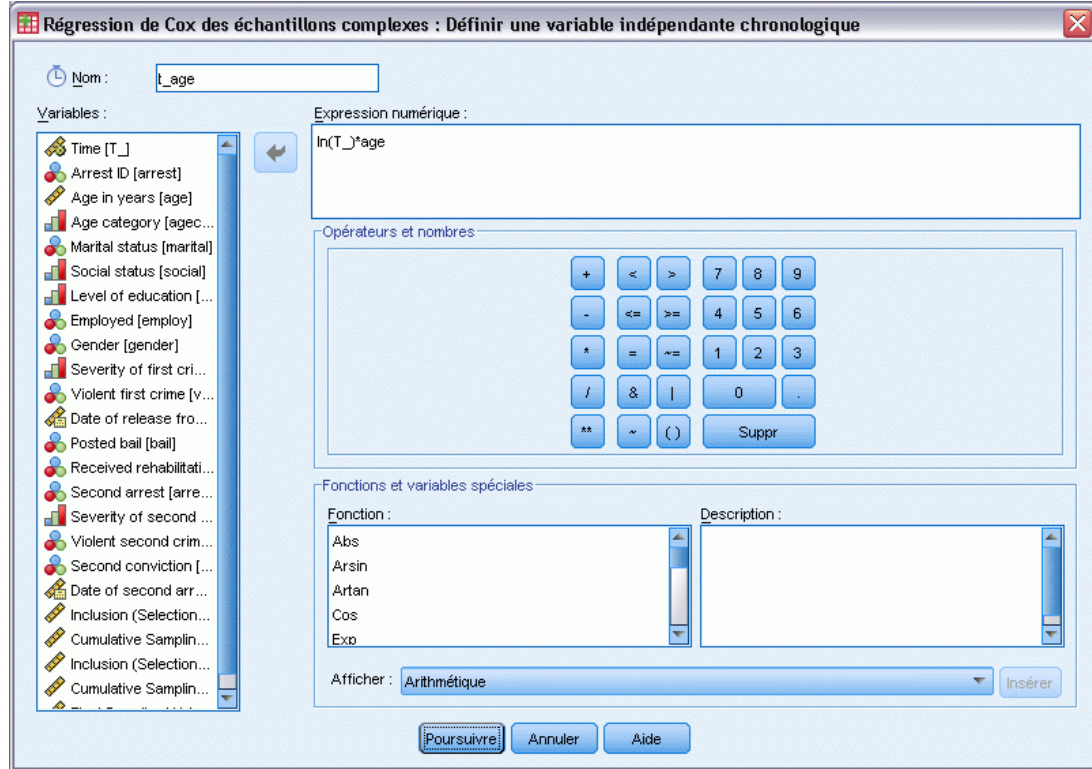 Régression de Cox des échantillons complexes : Définir une variable indépendante chronologique
Nom :
t_age
Variables :
Time [T_]
Arrest ID [arrest]
Age in years [age]
Age category [agec...
Marital status [marital]
Social status [social]
Level of education [...
Employed [employ]
Gender [gender]
Severity of first cri...
Violent first crime [v...
Date of release fro...
Posted bail [bail]
Received rehabilitati...
Second arrest [arre...
Severity of second ...
Violent second crim...
Second conviction [...
Date of second arr...
Inclusion (Selection...
Cumulative Samplin...
Inclusion (Selection...
Cumulative Samplin...
Expression numérique :
ln(T_)*age
Opérateurs et nombres
+ < > 7 8 9
- <= >= 4 5 6
* = ~= 1 2 3
/ & | 0 .
** ~ ( ) Suppr
Fonctions et variables spéciales
Fonction :
Abs
Arsin
Artan
Cos
Exp
Description :
Afficher : Arithmétique Insérer
Poursuivre Annuler Aide